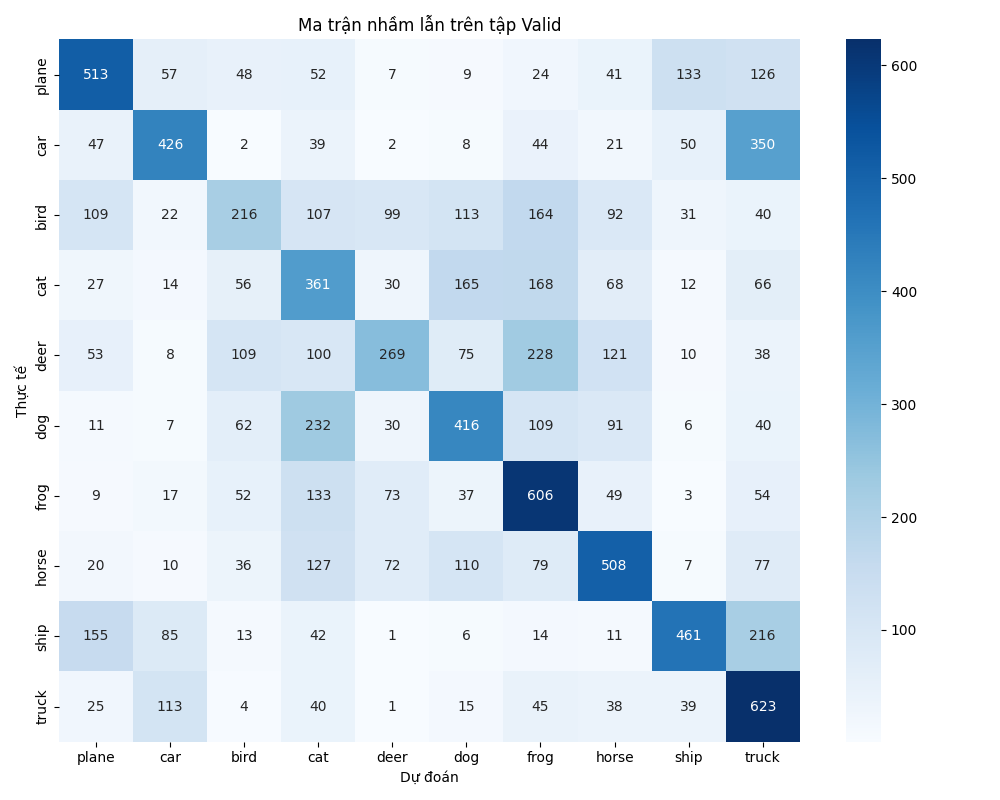 Ma trận nhầm lẫn trên tập Valid
plane 513 57 48 52 7 9 24 41 133 126
car 47 426 2 39 2 8 44 21 50 350
bird 109 22 216 107 99 113 164 92 31 40
cat 27 14 56 361 30 165 168 68 12 66
deer 53 8 109 100 269 75 228 121 10 38
dog 11 7 62 232 30 416 109 91 6 40
frog 9 17 52 133 73 37 606 49 3 54
horse 20 10 36 127 72 110 79 508 7 77
ship 155 85 13 42 1 6 14 11 461 216
truck 25 113 4 40 1 15 45 38 39 623
plane car bird cat deer dog frog horse ship truck
Thực tế
Dự đoán
600
500
400
300
200
100